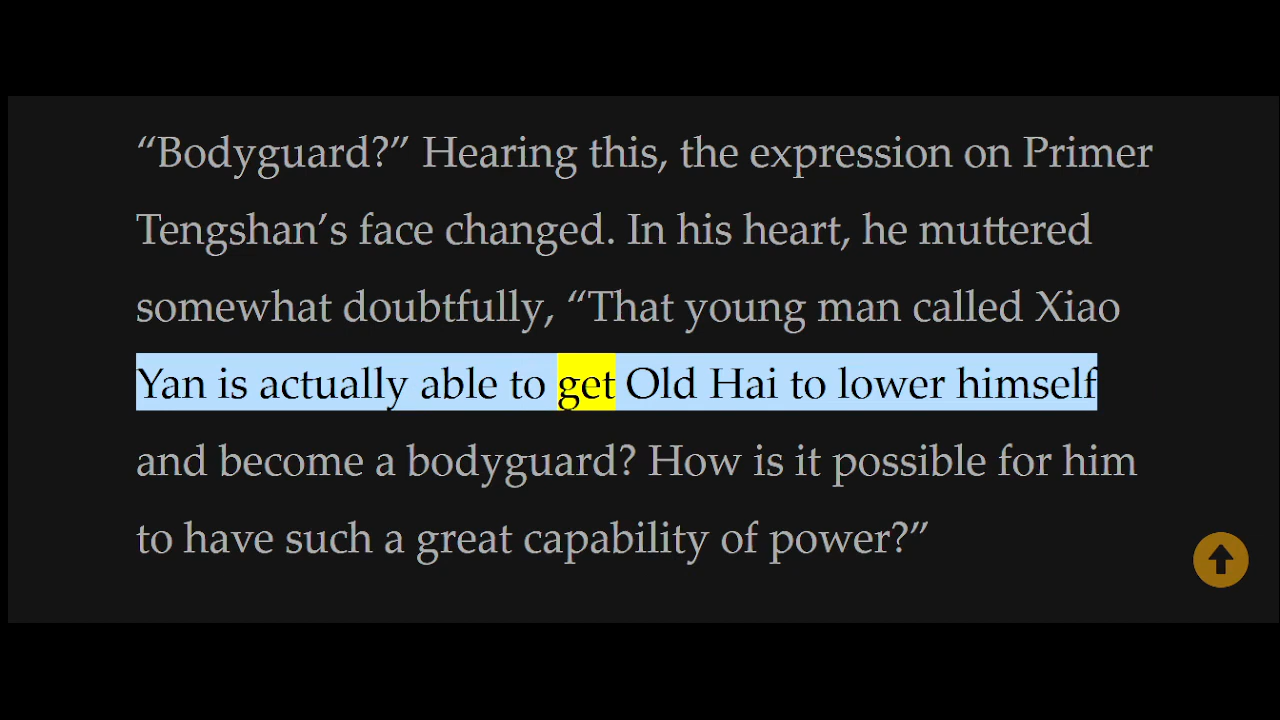 “Bodyguard?” Hearing this, the expression on Primer
Tengshan’s face changed. In his heart, he muttered
somewhat doubtfully, “That young man called Xiao
Yan is actually able to get Old Hai to lower himself
and become a bodyguard? How is it possible for him
to have such a great capability of power?”